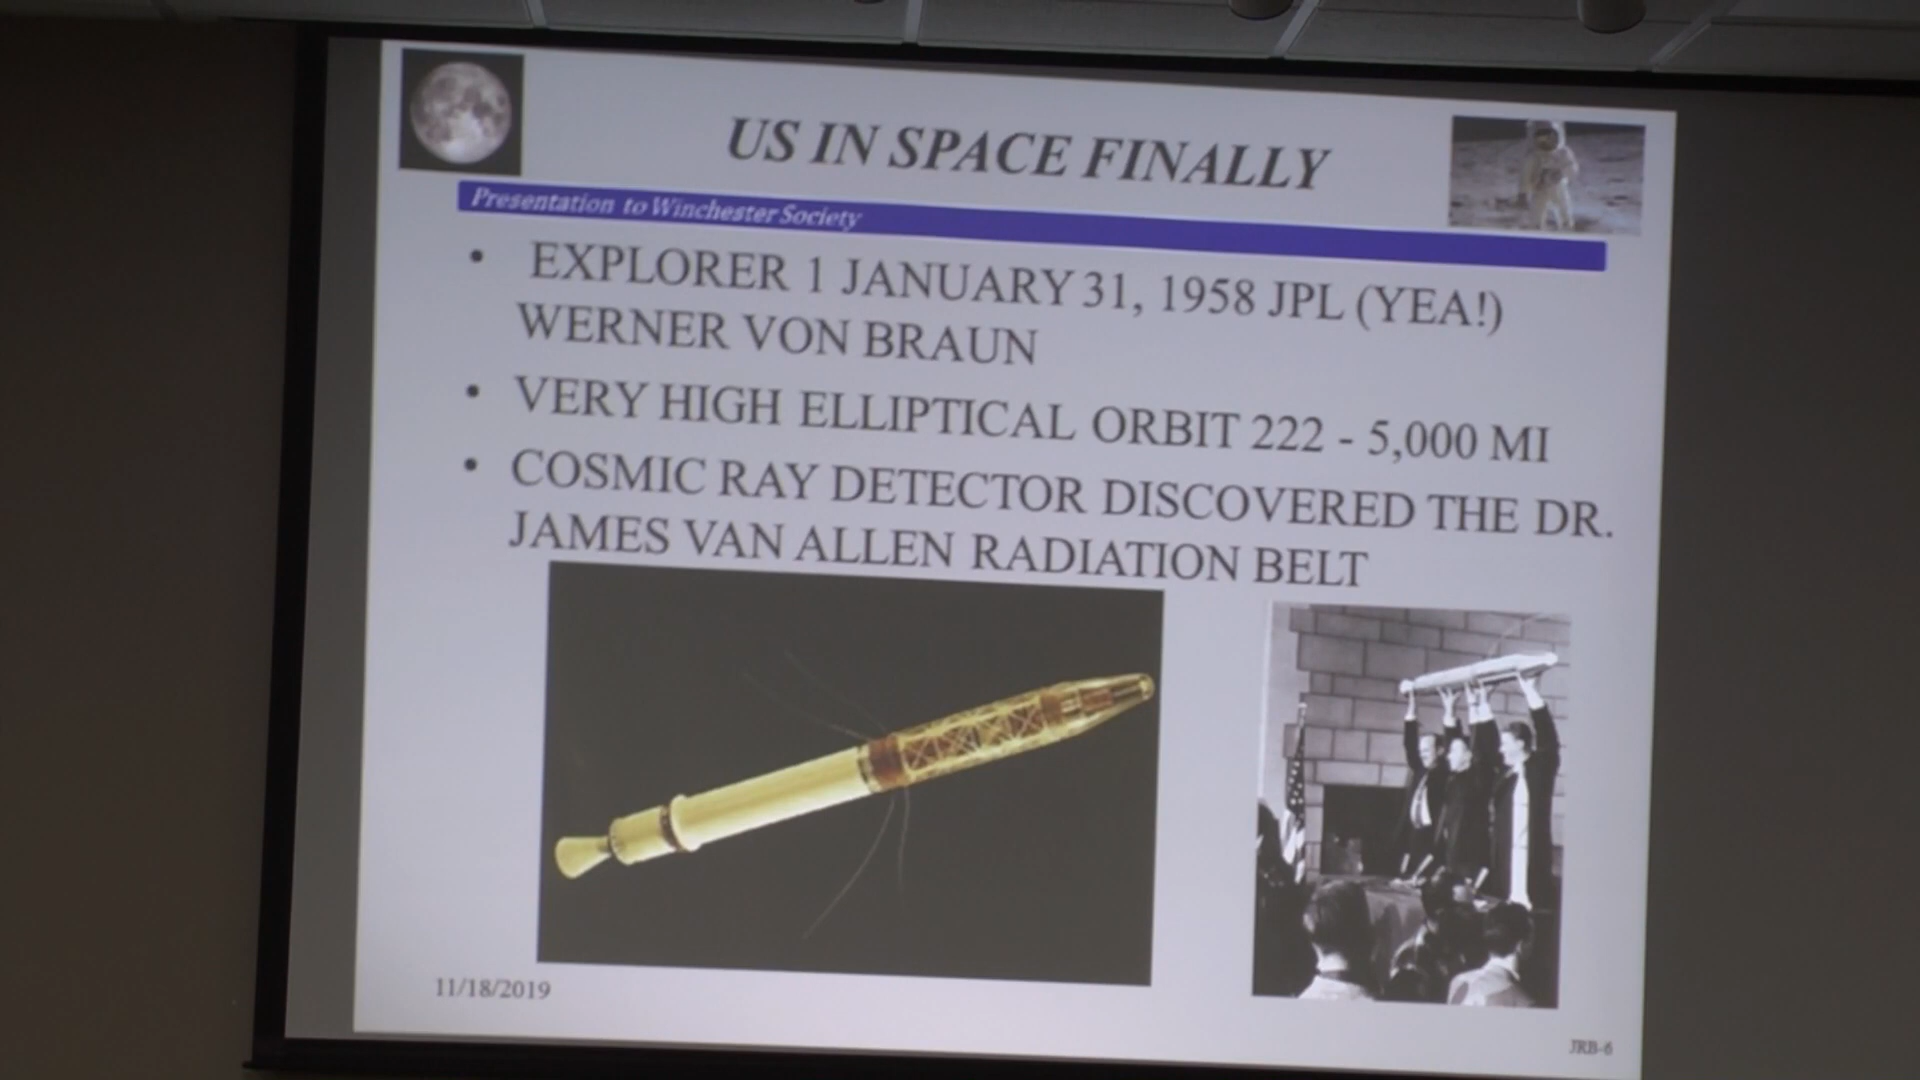 US IN SPACE FINALLY
Presentation to Winchester Society
• EXPLORER 1 JANUARY 31, 1958 JPL (YEA!)
WERNER VON BRAUN
• VERY HIGH ELLIPTICAL ORBIT 222 - 5,000 MI
• COSMIC RAY DETECTOR DISCOVERED THE DR.
JAMES VAN ALLEN RADIATION BELT
11/18/2019
JRB-6